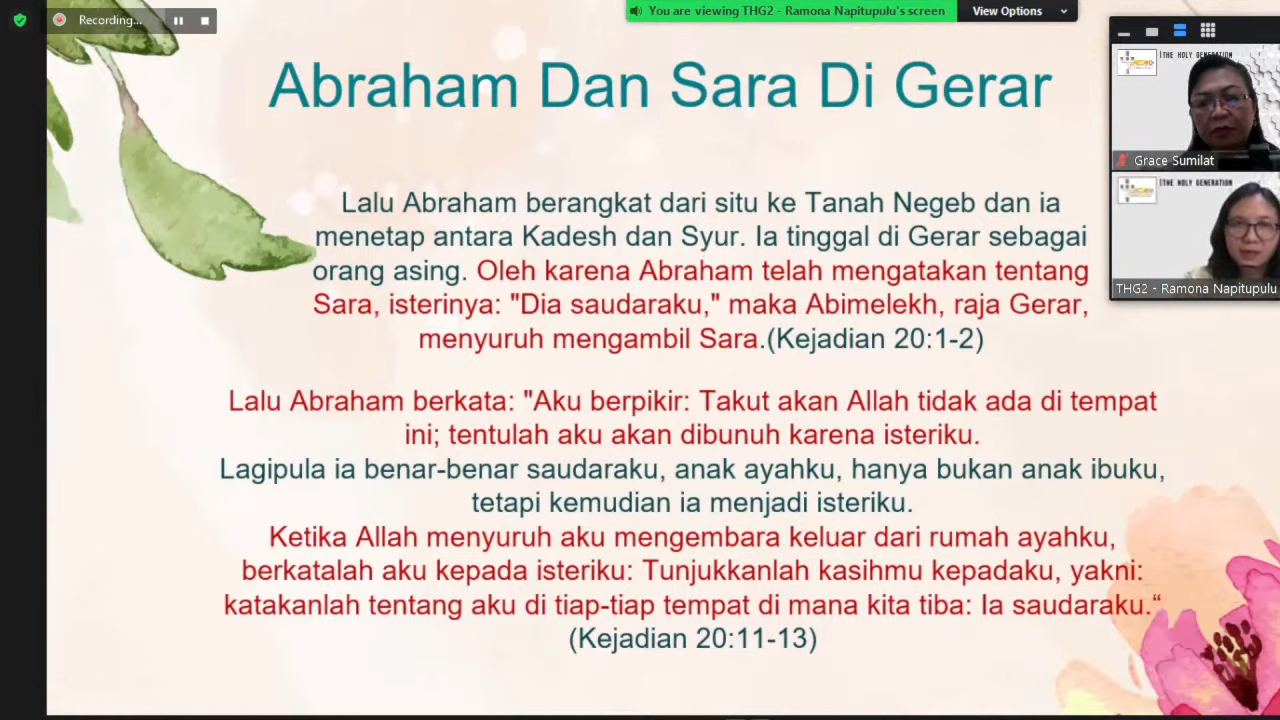 Recording...
You are viewing THG2 - Ramona Napitupulu's screen
View Options
Abraham Dan Sara Di Gerar
THE HOLY GENERATION
Grace Sumilat
THE HOLY GENERATION
THG2 - Ramona Napitupulu
Lalu Abraham berangkat dari situ ke Tanah Negeb dan ia
menetap antara Kadesh dan Syur. Ia tinggal di Gerar sebagai
orang asing. Oleh karena Abraham telah mengatakan tentang
Sara, isterinya: "Dia saudaraku," maka Abimelekh, raja Gerar,
menyuruh mengambil Sara.(Kejadian 20:1-2)
Lalu Abraham berkata: "Aku berpikir: Takut akan Allah tidak ada di tempat
ini; tentulah aku akan dibunuh karena isteriku.
Lagipula ia benar-benar saudaraku, anak ayahku, hanya bukan anak ibuku,
tetapi kemudian ia menjadi isteriku.
Ketika Allah menyuruh aku mengembara keluar dari rumah ayahku,
berkatalah aku kepada isteriku: Tunjukkanlah kasihmu kepadaku, yakni:
katakanlah tentang aku di tiap-tiap tempat di mana kita tiba: Ia saudaraku.“
(Kejadian 20:11-13)